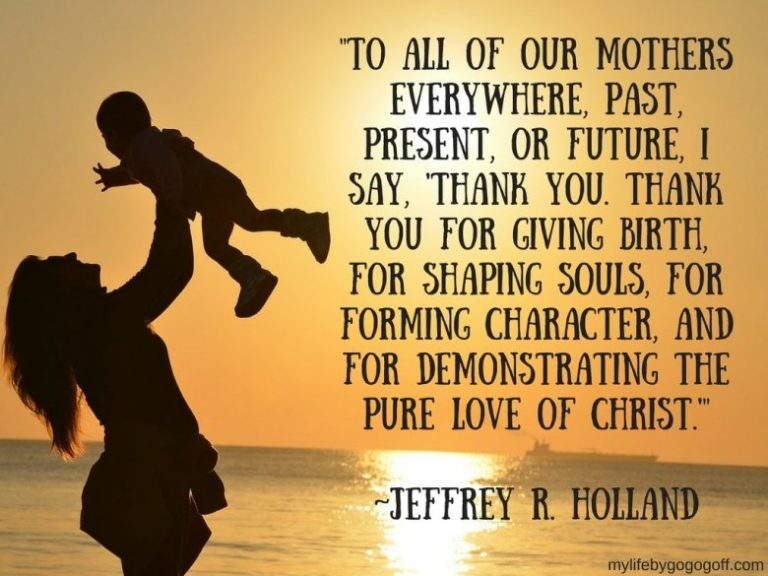 "TO ALL OF OUR MOTHERS
EVERYWHERE, PAST,
PRESENT, OR FUTURE, I
SAY, 'THANK YOU. THANK
YOU FOR GIVING BIRTH,
FOR SHAPING SOULS, FOR
FORMING CHARACTER, AND
FOR DEMONSTRATING THE
PURE LOVE OF CHRIST.'"
~JEFFREY R. HOLLAND
mylifebygogogoff.com